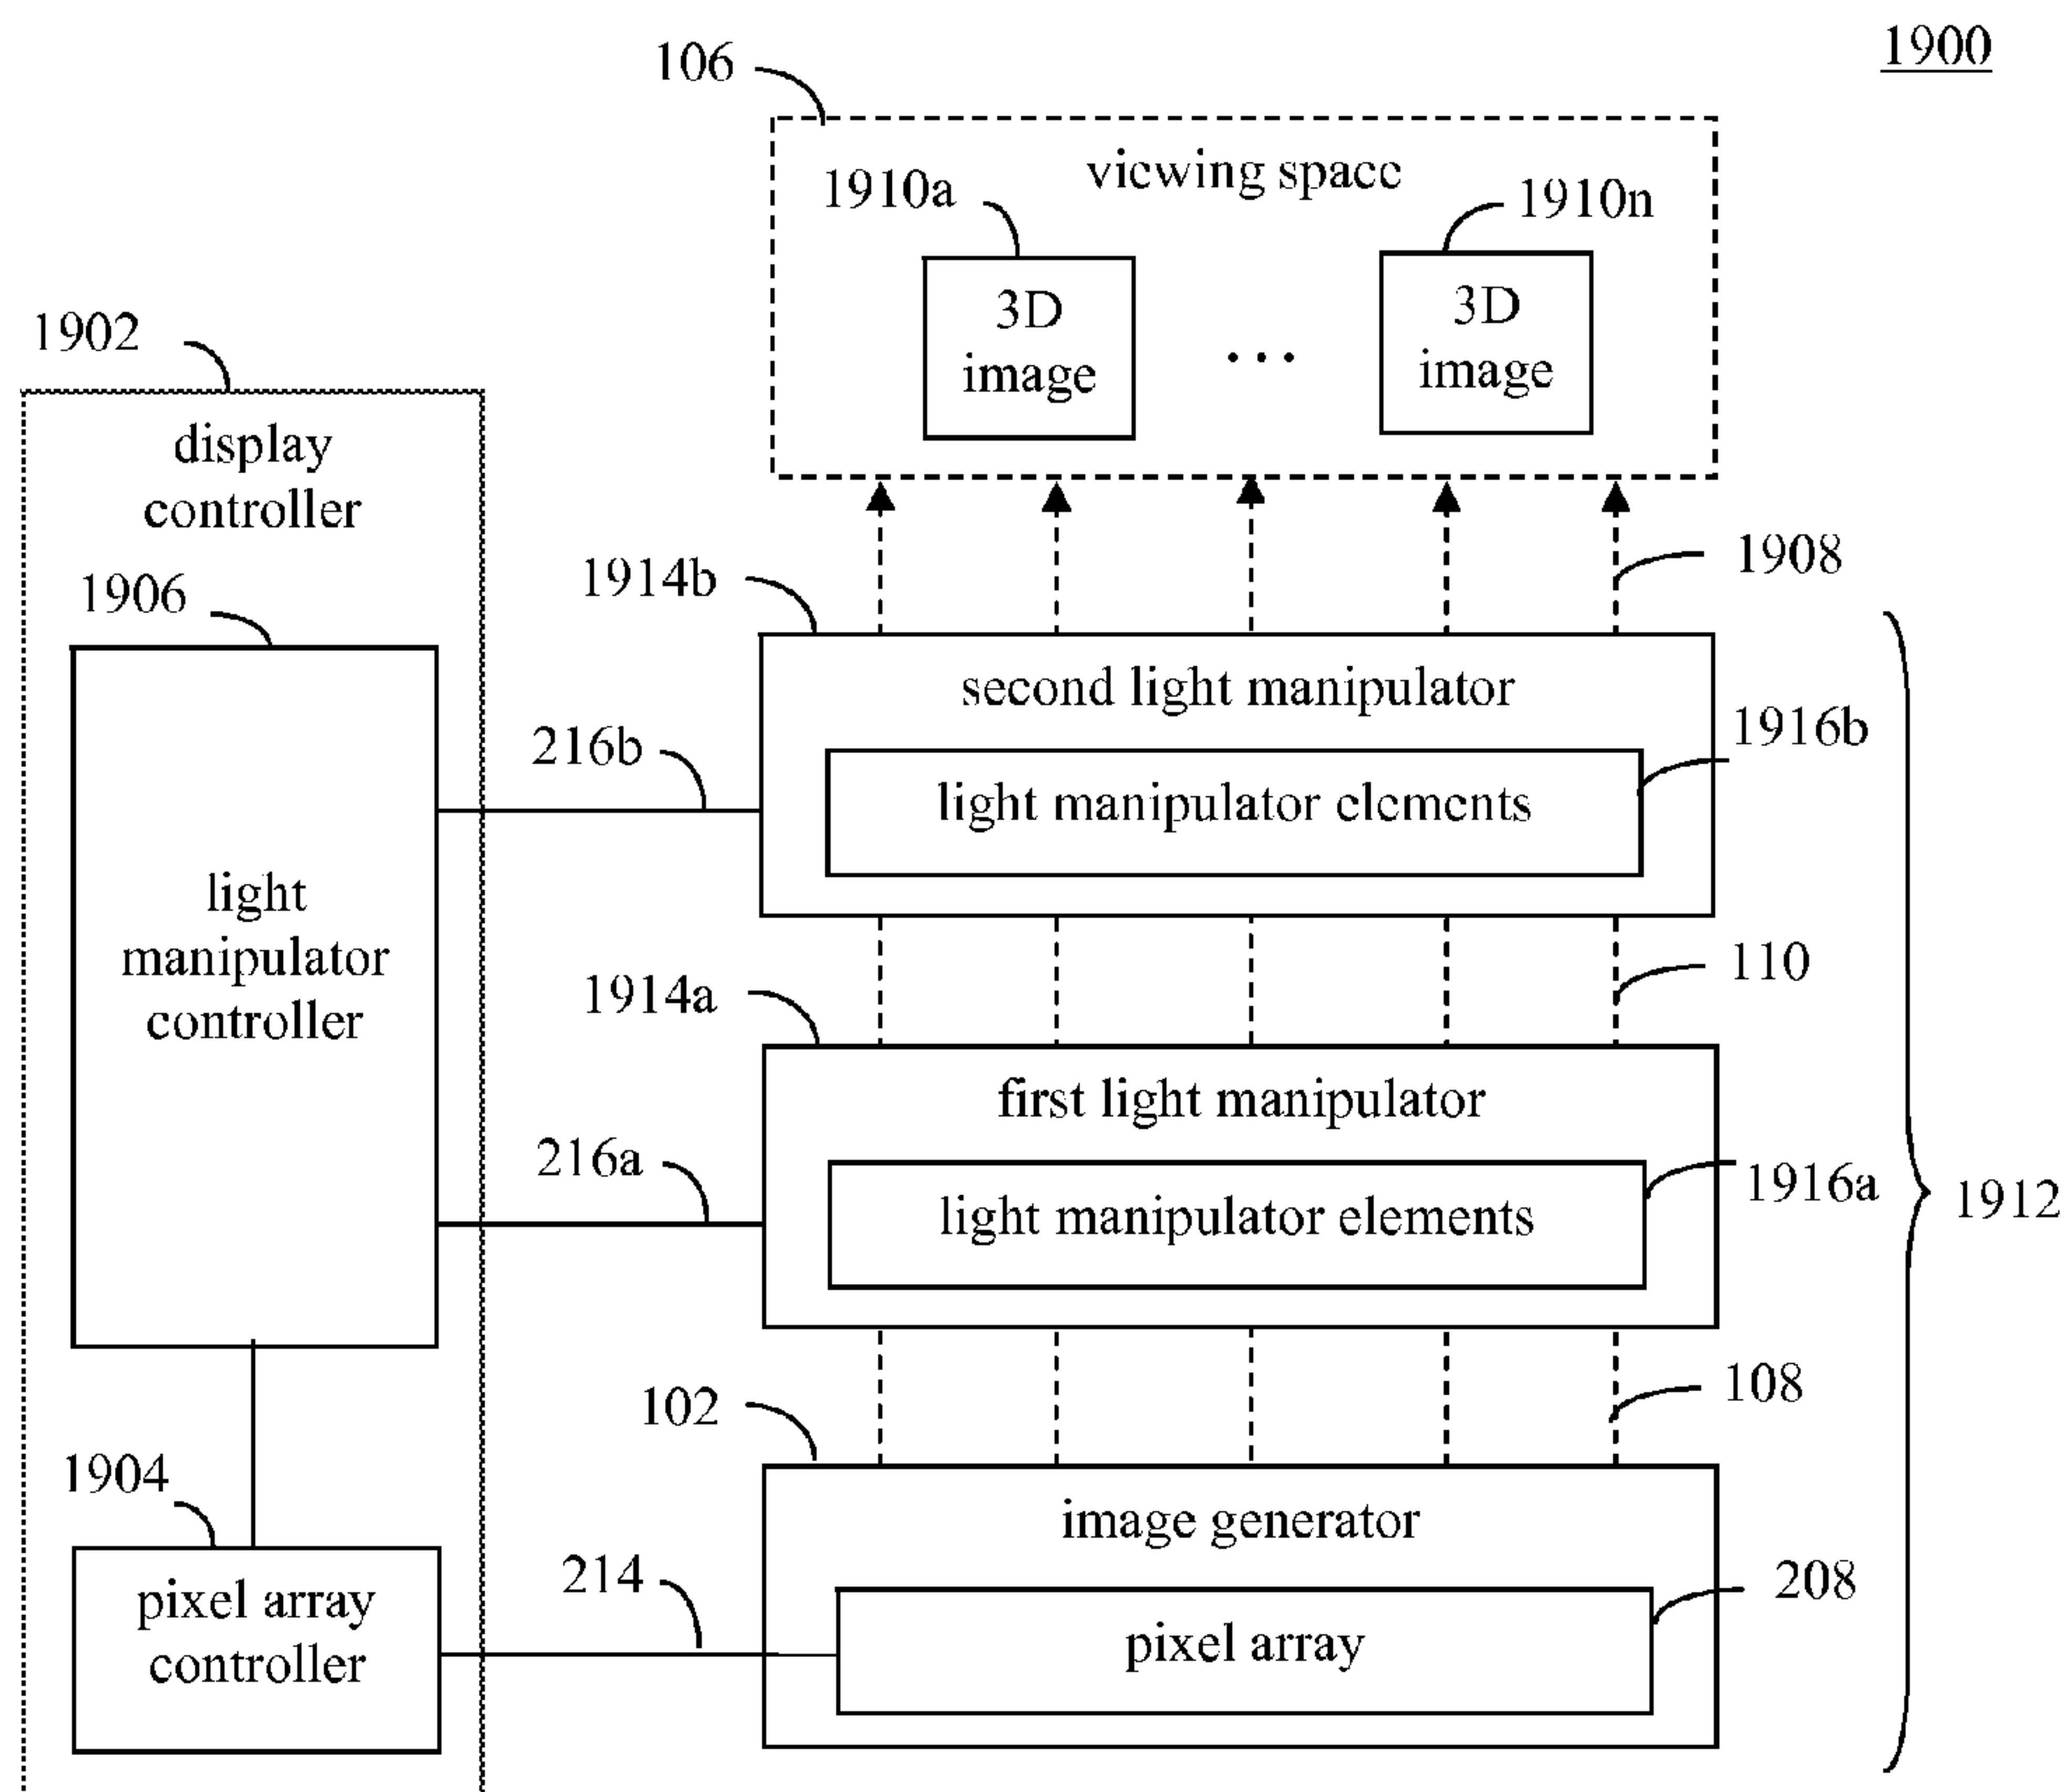 1900
106
viewing space
1910a
1910n
3D
image
...
3D
image
1902
display
controller
1908
1914b
1906
second light manipulator
1916b
216b
light manipulator elements
light
manipulator
controller
110
1914a
first light manipulator
216a
1916a
light manipulator elements
1912
108
102
1904
image generator
214
208
pixel array
controller
pixel array